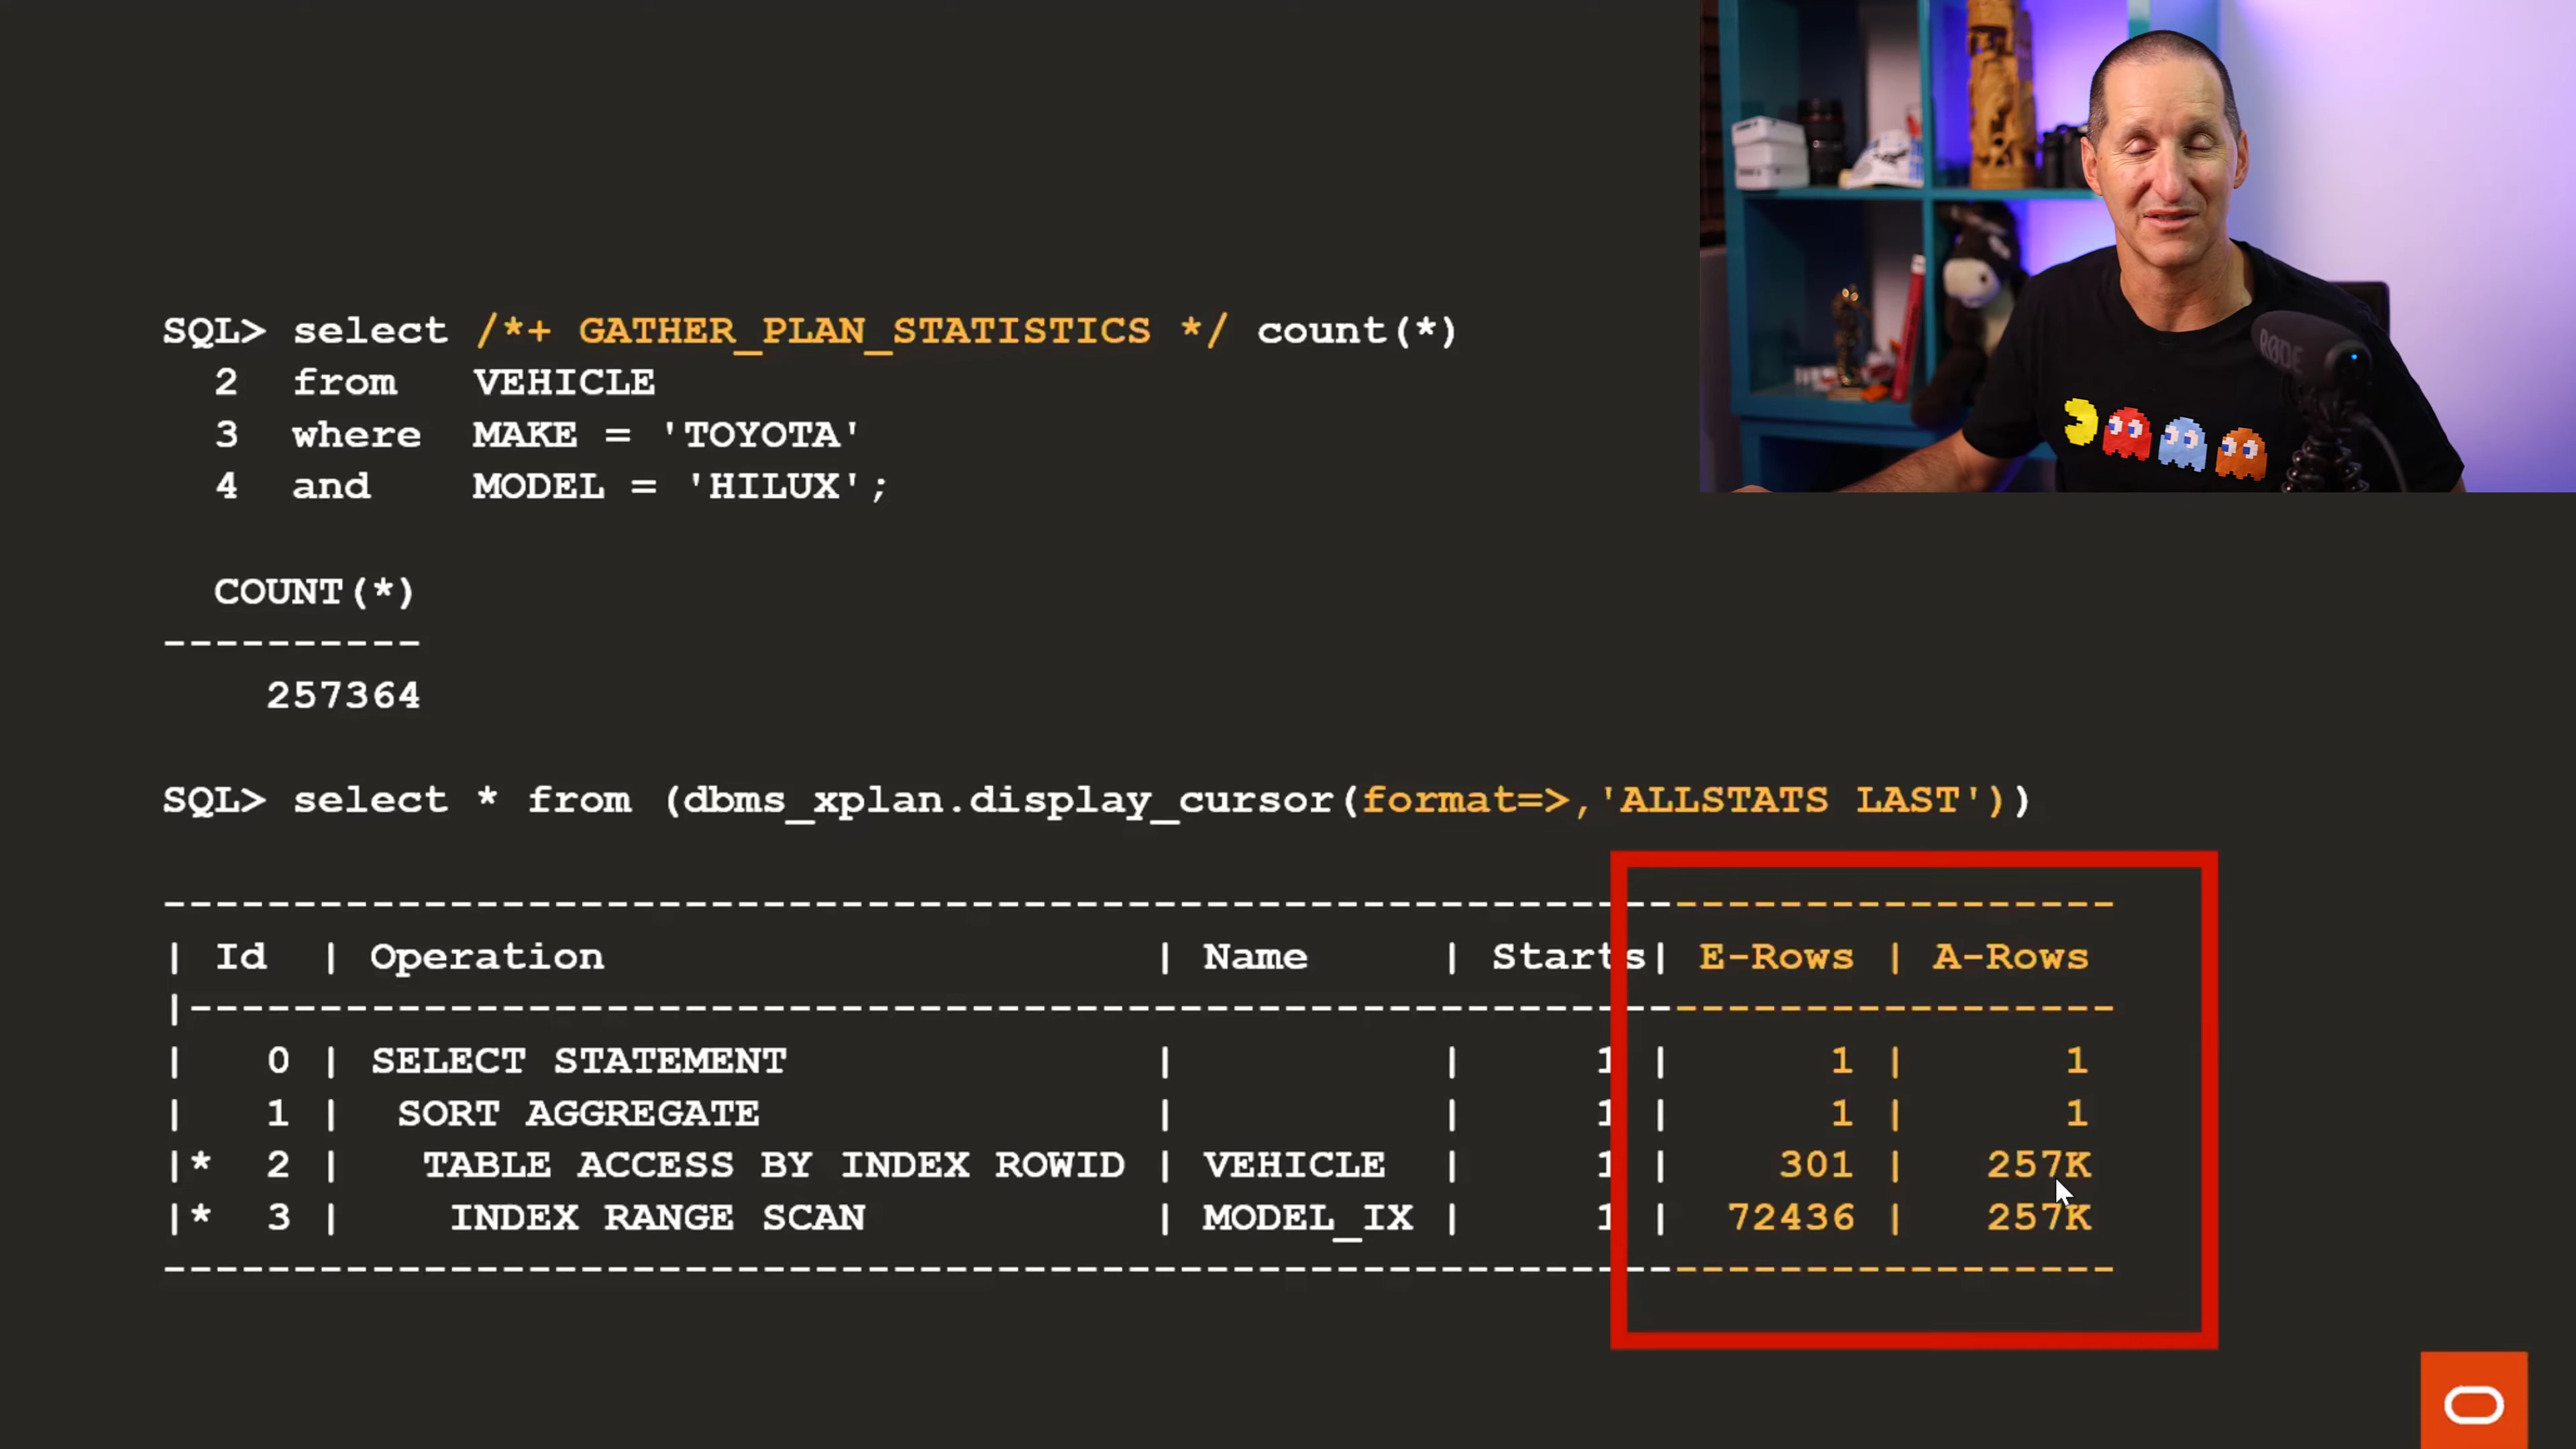 SQL> select /*+ GATHER_PLAN_STATISTICS */ count(*)
2 from VEHICLE
3 where MAKE = 'TOYOTA'
4 and MODEL = 'HILUX';
COUNT(*)
----------
257364
SQL> select * from (dbms_xplan.display_cursor(format=>,'ALLSTATS LAST'))
---------------------------------------------------------------------------
| Id | Operation | Name | Starts| E-Rows | A-Rows
|--------------------------------------------------------------------------
| 0 | SELECT STATEMENT | | 1 | 1 | 1
| 1 | SORT AGGREGATE | | 1 | 1 | 1
|* 2 | TABLE ACCESS BY INDEX ROWID | VEHICLE | 1 | 301 | 257K
|* 3 | INDEX RANGE SCAN | MODEL_IX | 1 | 72436 | 257K
---------------------------------------------------------------------------
RØDE